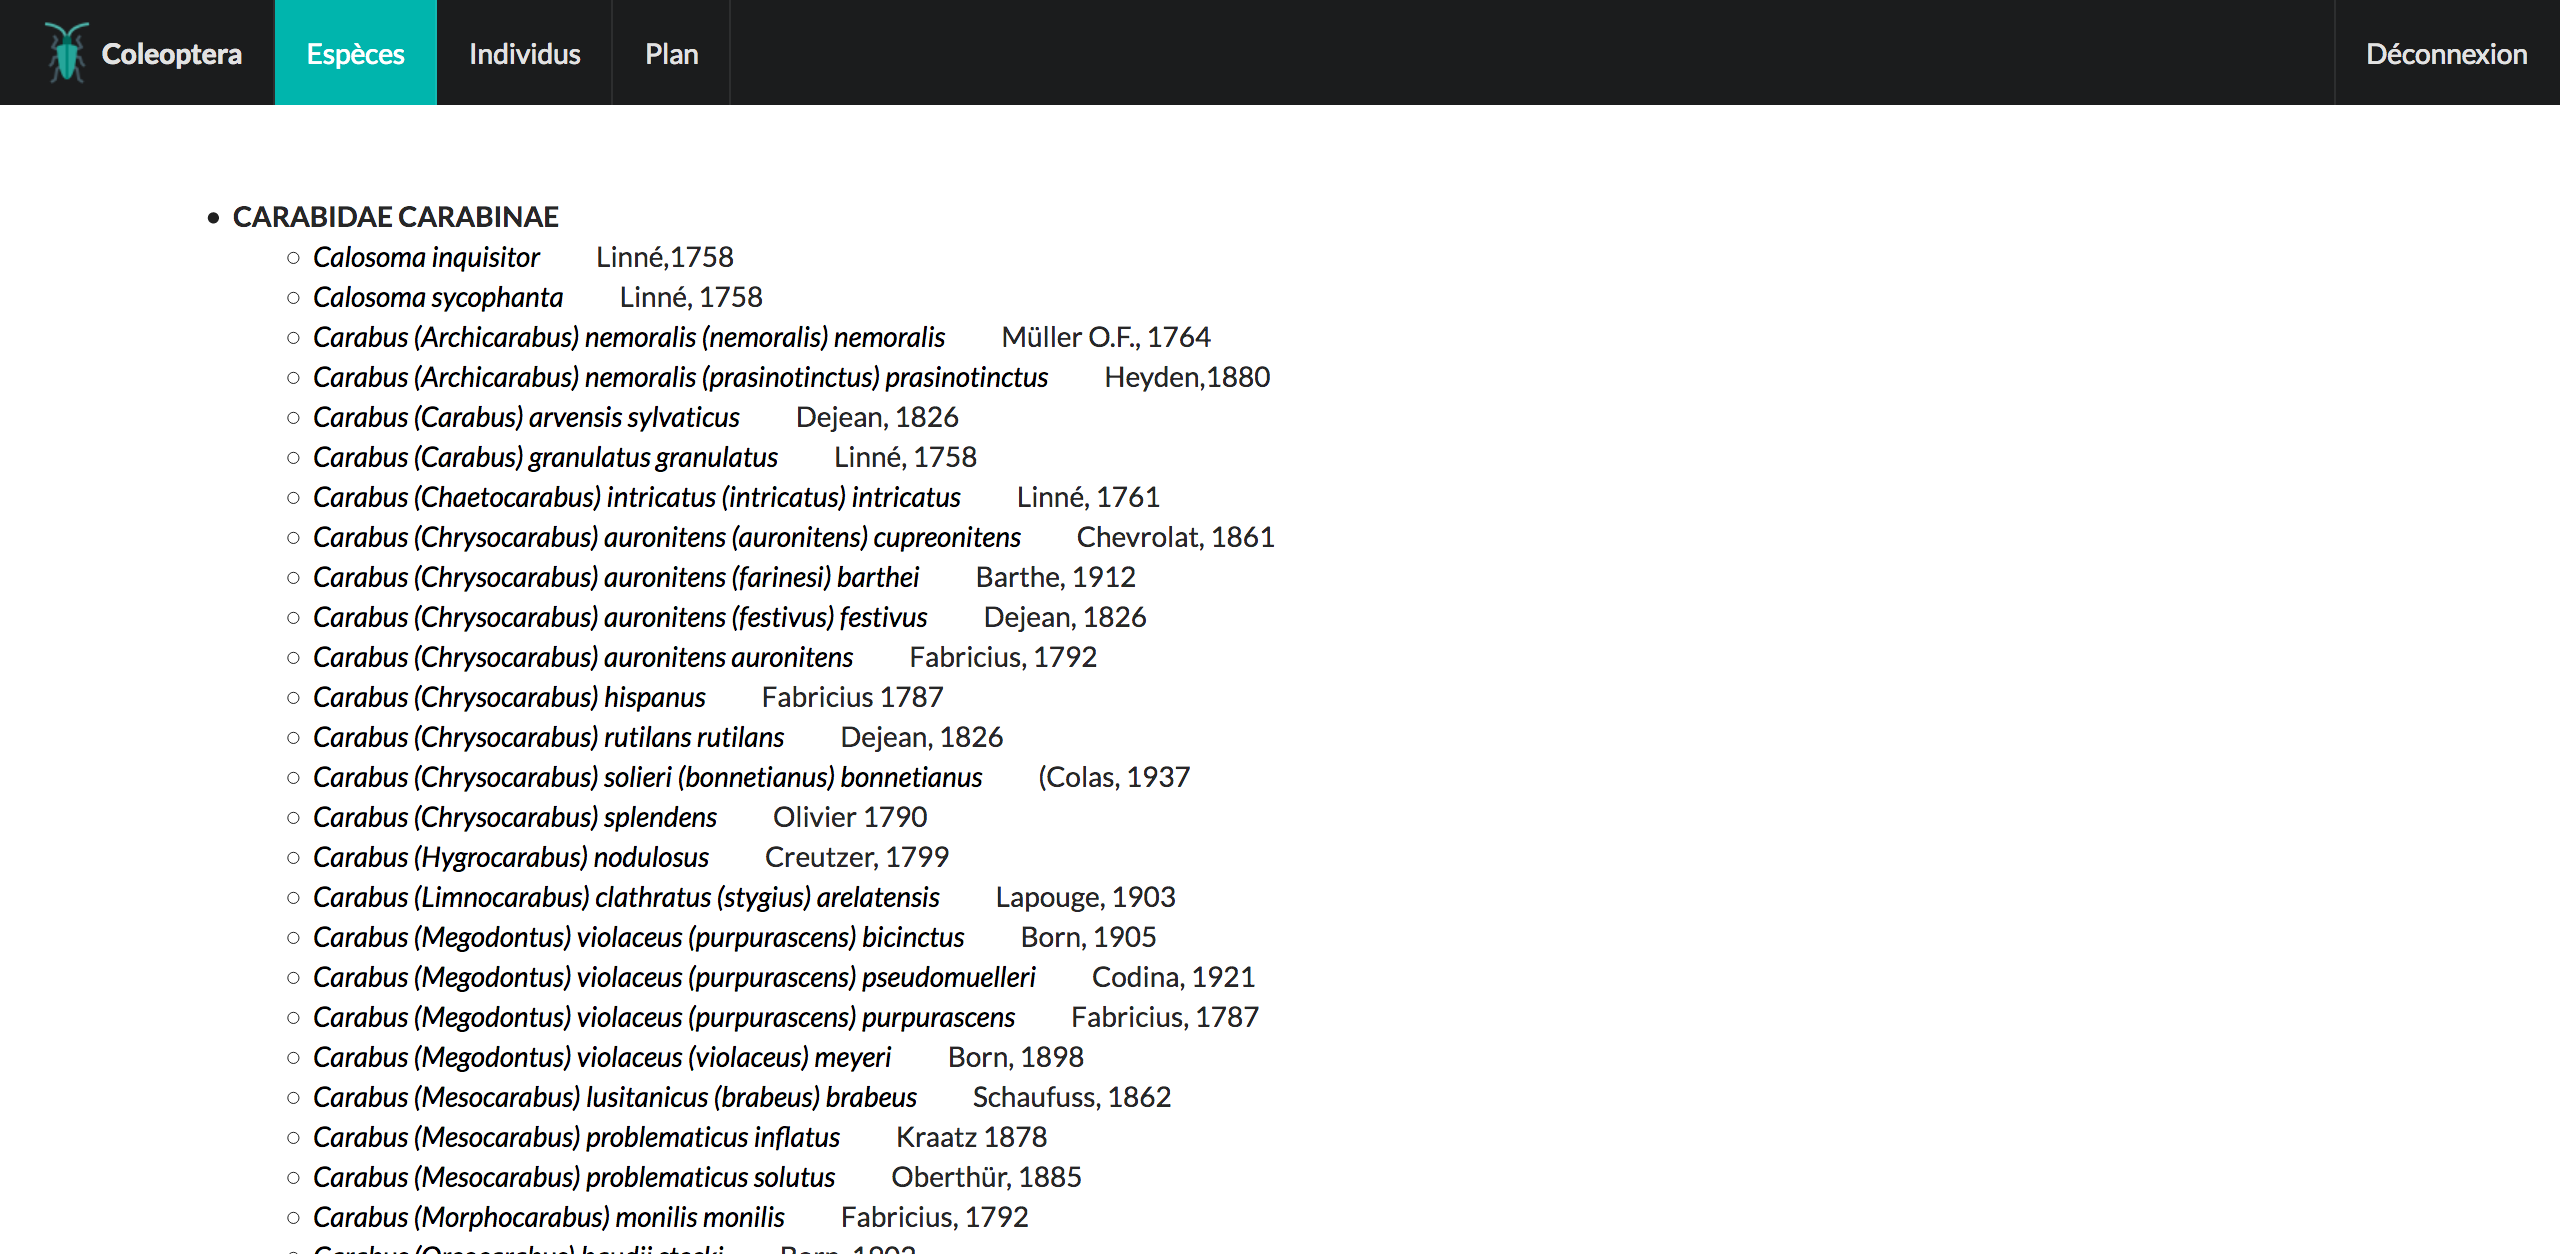 Coleoptera Espèces Individus Plan Déconnexion
CARABIDAE CARABINAE
Calosoma inquisitor Linné,1758
Calosoma sycophanta Linné, 1758
Carabus (Archicarabus) nemoralis (nemoralis) nemoralis Müller O.F., 1764
Carabus (Archicarabus) nemoralis (prasinotinctus) prasinotinctus Heyden,1880
Carabus (Carabus) arvensis sylvaticus Dejean, 1826
Carabus (Carabus) granulatus granulatus Linné, 1758
Carabus (Chaetocarabus) intricatus (intricatus) intricatus Linné, 1761
Carabus (Chrysocarabus) auronitens (auronitens) cupreonitens Chevrolat, 1861
Carabus (Chrysocarabus) auronitens (farinesi) barthei Barthe, 1912
Carabus (Chrysocarabus) auronitens (festivus) festivus Dejean, 1826
Carabus (Chrysocarabus) auronitens auronitens Fabricius, 1792
Carabus (Chrysocarabus) hispanus Fabricius 1787
Carabus (Chrysocarabus) rutilans rutilans Dejean, 1826
Carabus (Chrysocarabus) solieri (bonnetianus) bonnetianus (Colas, 1937
Carabus (Chrysocarabus) splendens Olivier 1790
Carabus (Hygrocarabus) nodulosus Creutzer, 1799
Carabus (Limnocarabus) clathratus (stygius) arelatensis Lapouge, 1903
Carabus (Megodontus) violaceus (purpurascens) bicinctus Born, 1905
Carabus (Megodontus) violaceus (purpurascens) pseudomuelleri Codina, 1921
Carabus (Megodontus) violaceus (purpurascens) purpurascens Fabricius, 1787
Carabus (Megodontus) violaceus (violaceus) meyeri Born, 1898
Carabus (Mesocarabus) lusitanicus (brabeus) brabeus Schaufuss, 1862
Carabus (Mesocarabus) problematicus inflatus Kraatz 1878
Carabus (Mesocarabus) problematicus solutus Oberthür, 1885
Carabus (Morphocarabus) monilis monilis Fabricius, 1792